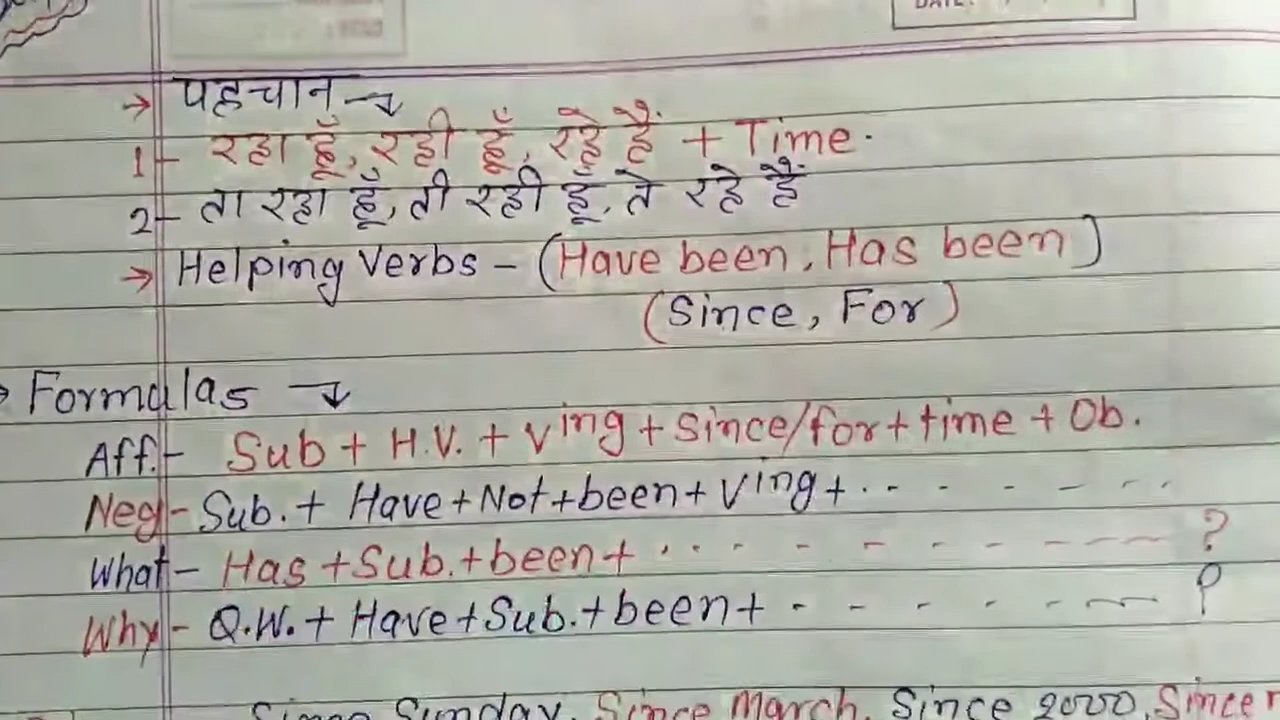 DATE:
→ पहचान →
1- रहा हूँ, रही हूँ, रहे हैं + Time.
2- ता रहा हूँ, ती रही हूँ, ते रहे हैं
→ Helping Verbs - (Have been, Has been)
(Since, For)
→ Formulas →
Aff.- Sub + H.V. + Ving + Since/for + time + Ob.
Neg- Sub. + Have + Not + been + Ving + . . - - - - - -
What - Has + Sub. + been + . . - - - - - - - - ?
Why - Q.W. + Have + Sub. + been + - - - - - - ?
Since Sunday, Since March, Since 2000, Since